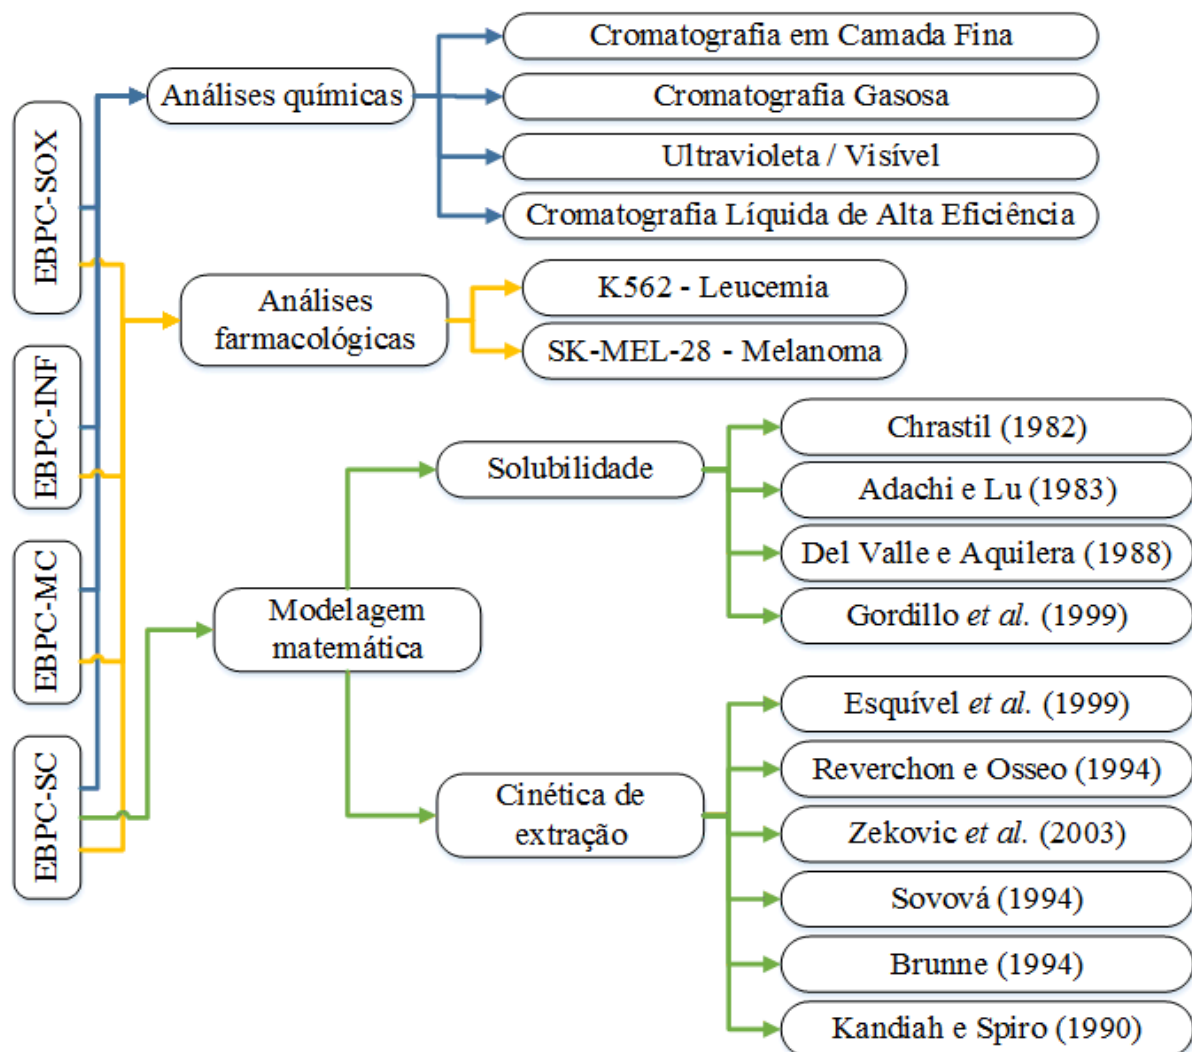 EBPC-SOX
EBPC-INF
EBPC-MC
EBPC-SC
Análises químicas
Cromatografia em Camada Fina
Cromatografia Gasosa
Ultravioleta / Visível
Cromatografia Líquida de Alta Eficiência
Análises
farmacológicas
K562 - Leucemia
SK-MEL-28 - Melanoma
Modelagem
matemática
Solubilidade
Chrastil (1982)
Adachi e Lu (1983)
Del Valle e Aquilera (1988)
Gordillo et al. (1999)
Cinética de
extração
Esquível et al. (1999)
Reverchon e Osseo (1994)
Zekovic et al. (2003)
Sovová (1994)
Brunne (1994)
Kandiah e Spiro (1990)